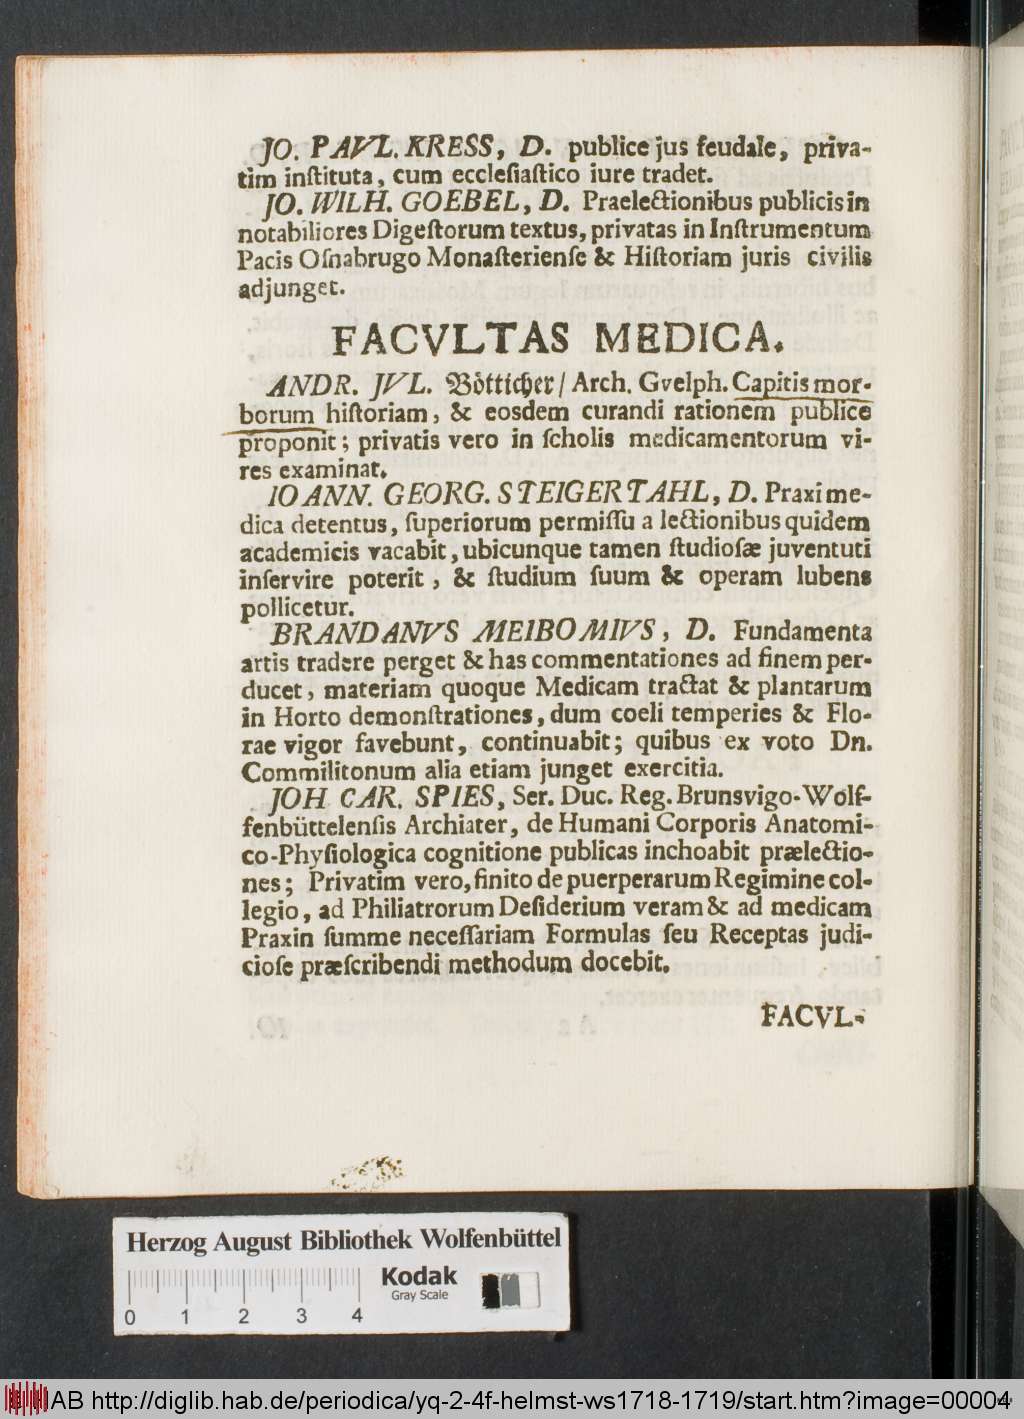 JO. PAVL. KRESS, D. publice jus feudale, priva-
tim inſtituta, cum eccleſiaſtico iure tradet.
JO. WILH. GOEBEL, D. Praelectionibus publicis in
notabiliores Digeſtorum textus, privatas in Inſtrumentum
Pacis Oſnabrugo Monaſterienſe & Hiſtoriam juris civilis
adjunget.
FACVLTAS MEDICA.
ANDR. JVL. Bötticher/ Arch. Gvelph. Capitis mor-
borum hiſtoriam, & eosdem curandi rationem publice
proponit; privatis vero in ſcholis medicamentorum vi-
res examinat.
IOANN. GEORG. STEIGERTAHL, D. Praxi me-
dica detentus, ſuperiorum permiſſu a lectionibus quidem
academicis vacabit, ubicunque tamen ſtudioſæ juventuti
inſervire poterit, & ſtudium ſuum & operam lubens
pollicetur.
BRANDANVS MEIBOMIVS, D. Fundamenta
artis tradere perget & has commentationes ad finem per-
ducet, materiam quoque Medicam tractat & plantarum
in Horto demonſtrationes, dum coeli temperies & Flo-
rae vigor favebunt, continuabit; quibus ex voto Dn.
Commilitonum alia etiam junget exercitia.
JOH CAR. SPIES, Ser. Duc. Reg. Brunsvigo-Wolf-
fenbüttelenſis Archiater, de Humani Corporis Anatomi-
co-Phyſiologica cognitione publicas inchoabit prælectio-
nes; Privatim vero, finito de puerperarum Regimine col-
legio, ad Philiatrorum Deſiderium veram & ad medicam
Praxin ſumme neceſſariam Formulas ſeu Receptas judi-
cioſe præſcribendi methodum docebit.
FACVL-
Herzog August Bibliothek Wolfenbüttel
Kodak
Gray Scale
0 1 2 3 4
HAB http://diglib.hab.de/periodica/yq-2-4f-helmst-ws1718-1719/start.htm?image=00004